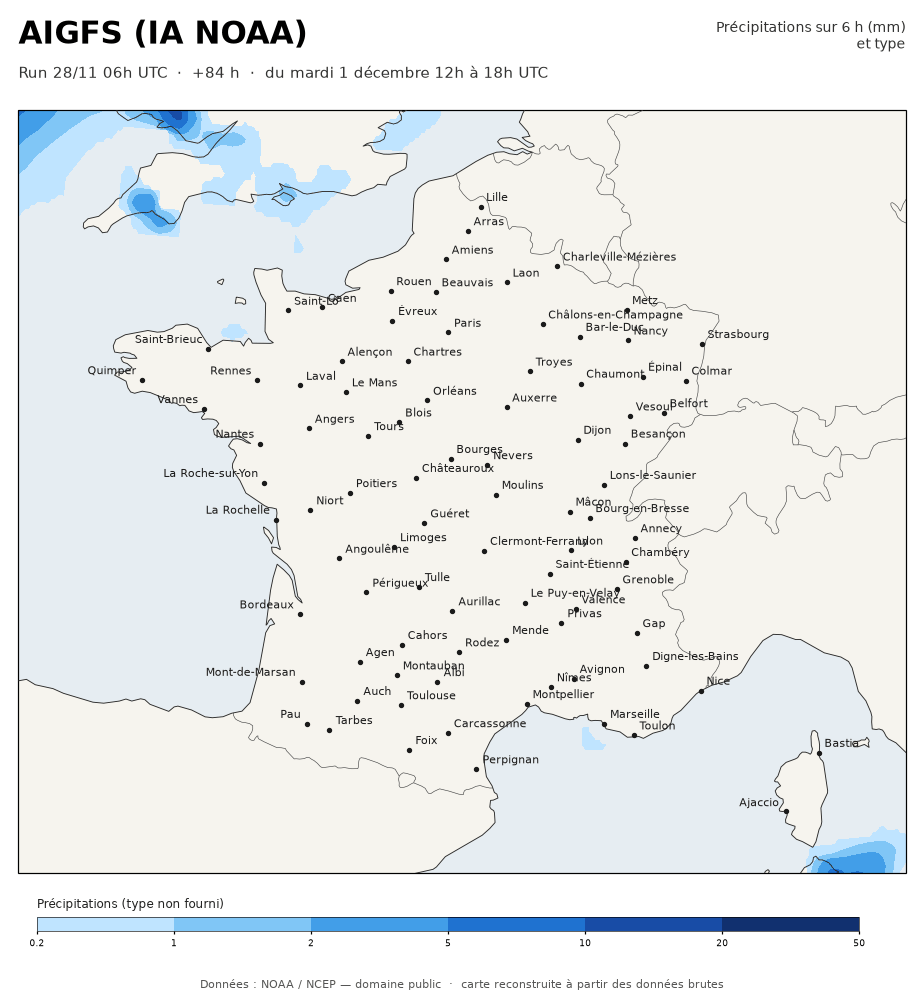 AIGFS (IA NOAA)
Précipitations sur 6 h (mm)
et type
Run 28/11 06h UTC · +84 h · du mardi 1 décembre 12h à 18h UTC
Lille
Arras
Amiens
Charleville-Mézières
Laon
Rouen
Beauvais
Saint-Lô
Caen
Metz
Évreux
Châlons-en-Champagne
Paris
Bar-le-Duc
Nancy
Strasbourg
Saint-Brieuc
Alençon
Chartres
Troyes
Quimper
Rennes
Laval
Le Mans
Chaumont
Épinal
Colmar
Vannes
Orléans
Auxerre
Vesoul
Belfort
Angers
Blois
Tours
Nantes
Dijon
Besançon
Bourges
Nevers
La Roche-sur-Yon
Châteauroux
Lons-le-Saunier
Poitiers
Moulins
Niort
La Rochelle
Guéret
Mâcon
Bourg-en-Bresse
Annecy
Limoges
Angoulême
Clermont-Ferrand
Lyon
Chambéry
Saint-Étienne
Périgueux
Tulle
Grenoble
Le Puy-en-Velay
Valence
Bordeaux
Aurillac
Privas
Cahors
Rodez
Mende
Gap
Agen
Digne-les-Bains
Mont-de-Marsan
Montauban
Albi
Nîmes
Avignon
Nice
Auch
Toulouse
Montpellier
Pau
Tarbes
Carcassonne
Marseille
Toulon
Foix
Perpignan
Bastia
Ajaccio
Précipitations (type non fourni)
0.2 1 2 5 10 20 50
Données : NOAA / NCEP — domaine public · carte reconstruite à partir des données brutes